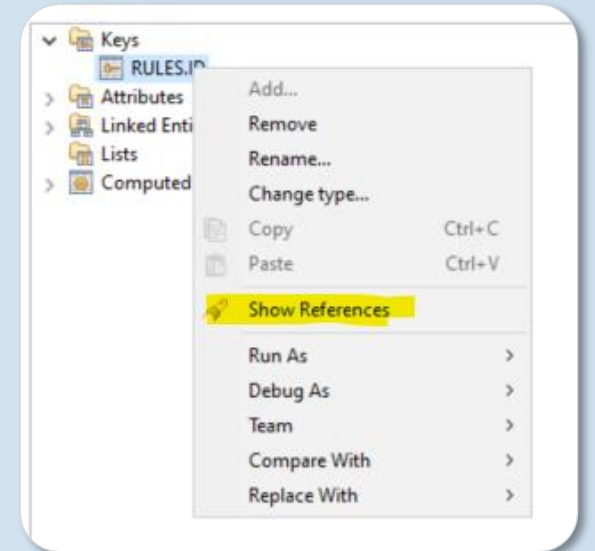 Keys
RULES.ID
Attributes
Linked Enti
Lists
Computed
Add...
Remove
Rename...
Change type...
Copy Ctrl+C
Paste Ctrl+V
Show References
Run As
Debug As
Team
Compare With
Replace With